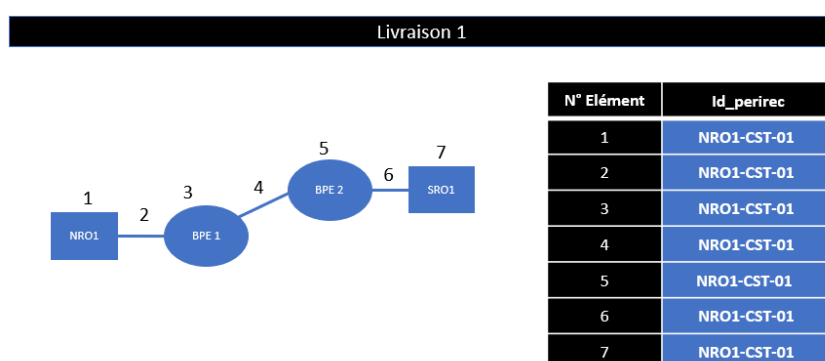 Livraison 1
1
2
3
4
5
6
7
NRO1
BPE 1
BPE 2
SRO1
N° Elément Id_perirec
1 NRO1-CST-01
2 NRO1-CST-01
3 NRO1-CST-01
4 NRO1-CST-01
5 NRO1-CST-01
6 NRO1-CST-01
7 NRO1-CST-01